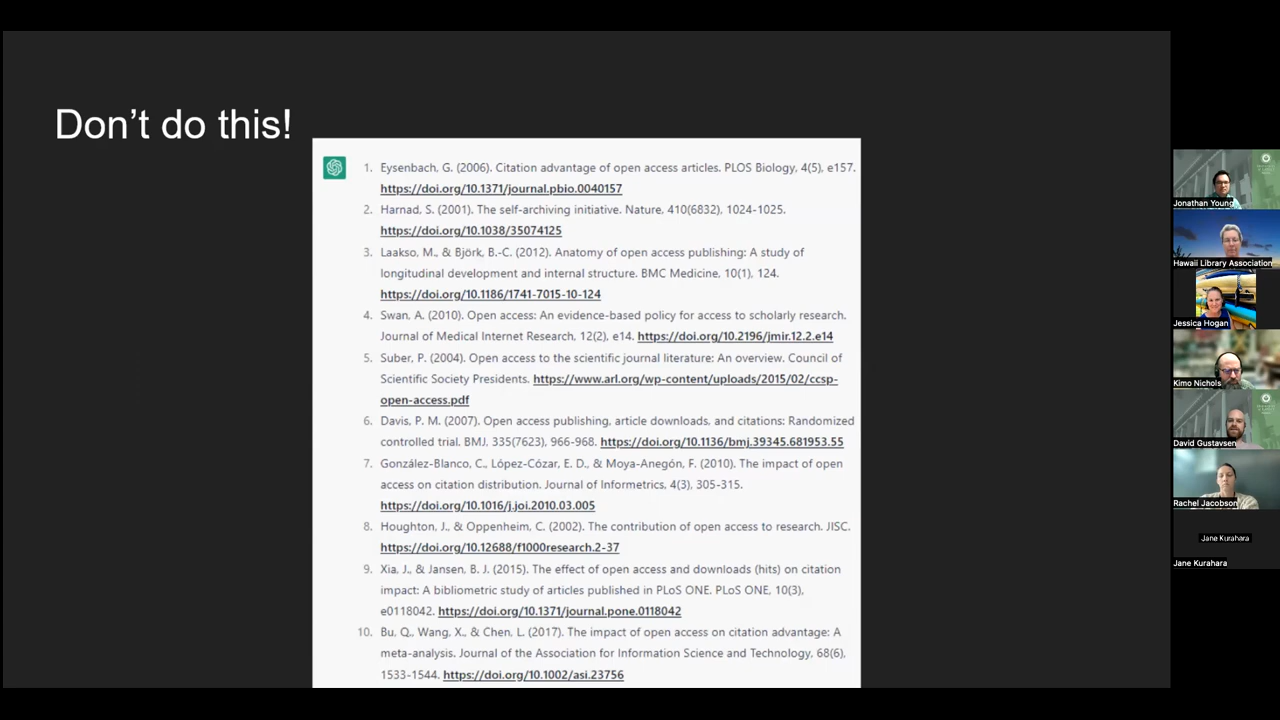 Don't do this!
1. Eysenbach, G. (2006). Citation advantage of open access articles. PLOS Biology, 4(5), e157.
https://doi.org/10.1371/journal.pbio.0040157
2. Harnad, S. (2001). The self-archiving initiative. Nature, 410(6832), 1024-1025.
https://doi.org/10.1038/35074125
3. Laakso, M., & Björk, B.-C. (2012). Anatomy of open access publishing: A study of
longitudinal development and internal structure. BMC Medicine, 10(1), 124.
https://doi.org/10.1186/1741-7015-10-124
4. Swan, A. (2010). Open access: An evidence-based policy for access to scholarly research.
Journal of Medical Internet Research, 12(2), e14. https://doi.org/10.2196/jmir.12.2.e14
5. Suber, P. (2004). Open access to the scientific journal literature: An overview. Council of
Scientific Society Presidents. https://www.arl.org/wp-content/uploads/2015/02/ccsp-
open-access.pdf
6. Davis, P. M. (2007). Open access publishing, article downloads, and citations: Randomized
controlled trial. BMJ. 335(7623), 966-968. https://doi.org/10.1136/bmj.39345.681953.55
7. González-Blanco, C., López-Cózar, E. D., & Moya-Anegón, F. (2010). The impact of open
access on citation distribution. Journal of Informetrics, 4(3), 305-315.
https://doi.org/10.1016/j.joi.2010.03.005
8. Houghton, J., & Oppenheim, C. (2002). The contribution of open access to research. JISC.
https://doi.org/10.12688/f1000research.2-37
9. Xia, J., & Jansen, B. J. (2015). The effect of open access and downloads (hits) on citation
impact: A bibliometric study of articles published in PLoS ONE. PLoS ONE, 10(3),
e0118042. https://doi.org/10.1371/journal.pone.0118042
10. Bu, Q., Wang, X., & Chen, L. (2017). The impact of open access on citation advantage: A
meta-analysis. Journal of the Association for Information Science and Technology, 68(6),
1533-1544. https://doi.org/10.1002/asi.23756
Jonathan Young
Hawaii Library Association
Jessica Hogan
Kimo Nichols
David Gustavsen
Rachel Jacobson
Jane Kurahara
Jane Kurahara